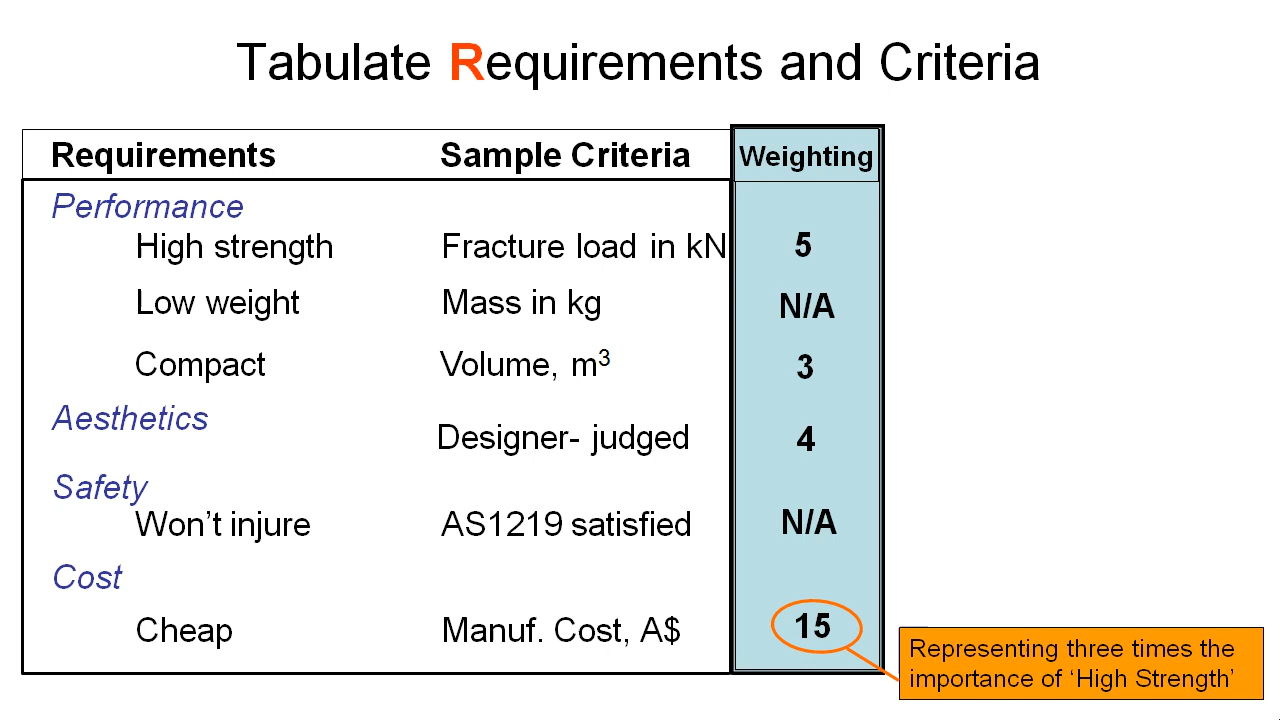 Tabulate Requirements and Criteria
Requirements Sample Criteria Weighting
Performance
High strength Fracture load in kN 5
Low weight Mass in kg N/A
Compact Volume, m³ 3
Aesthetics
Designer- judged 4
Safety
Won’t injure AS1219 satisfied N/A
Cost
Cheap Manuf. Cost, A$ 15
Representing three times the
importance of ‘High Strength’